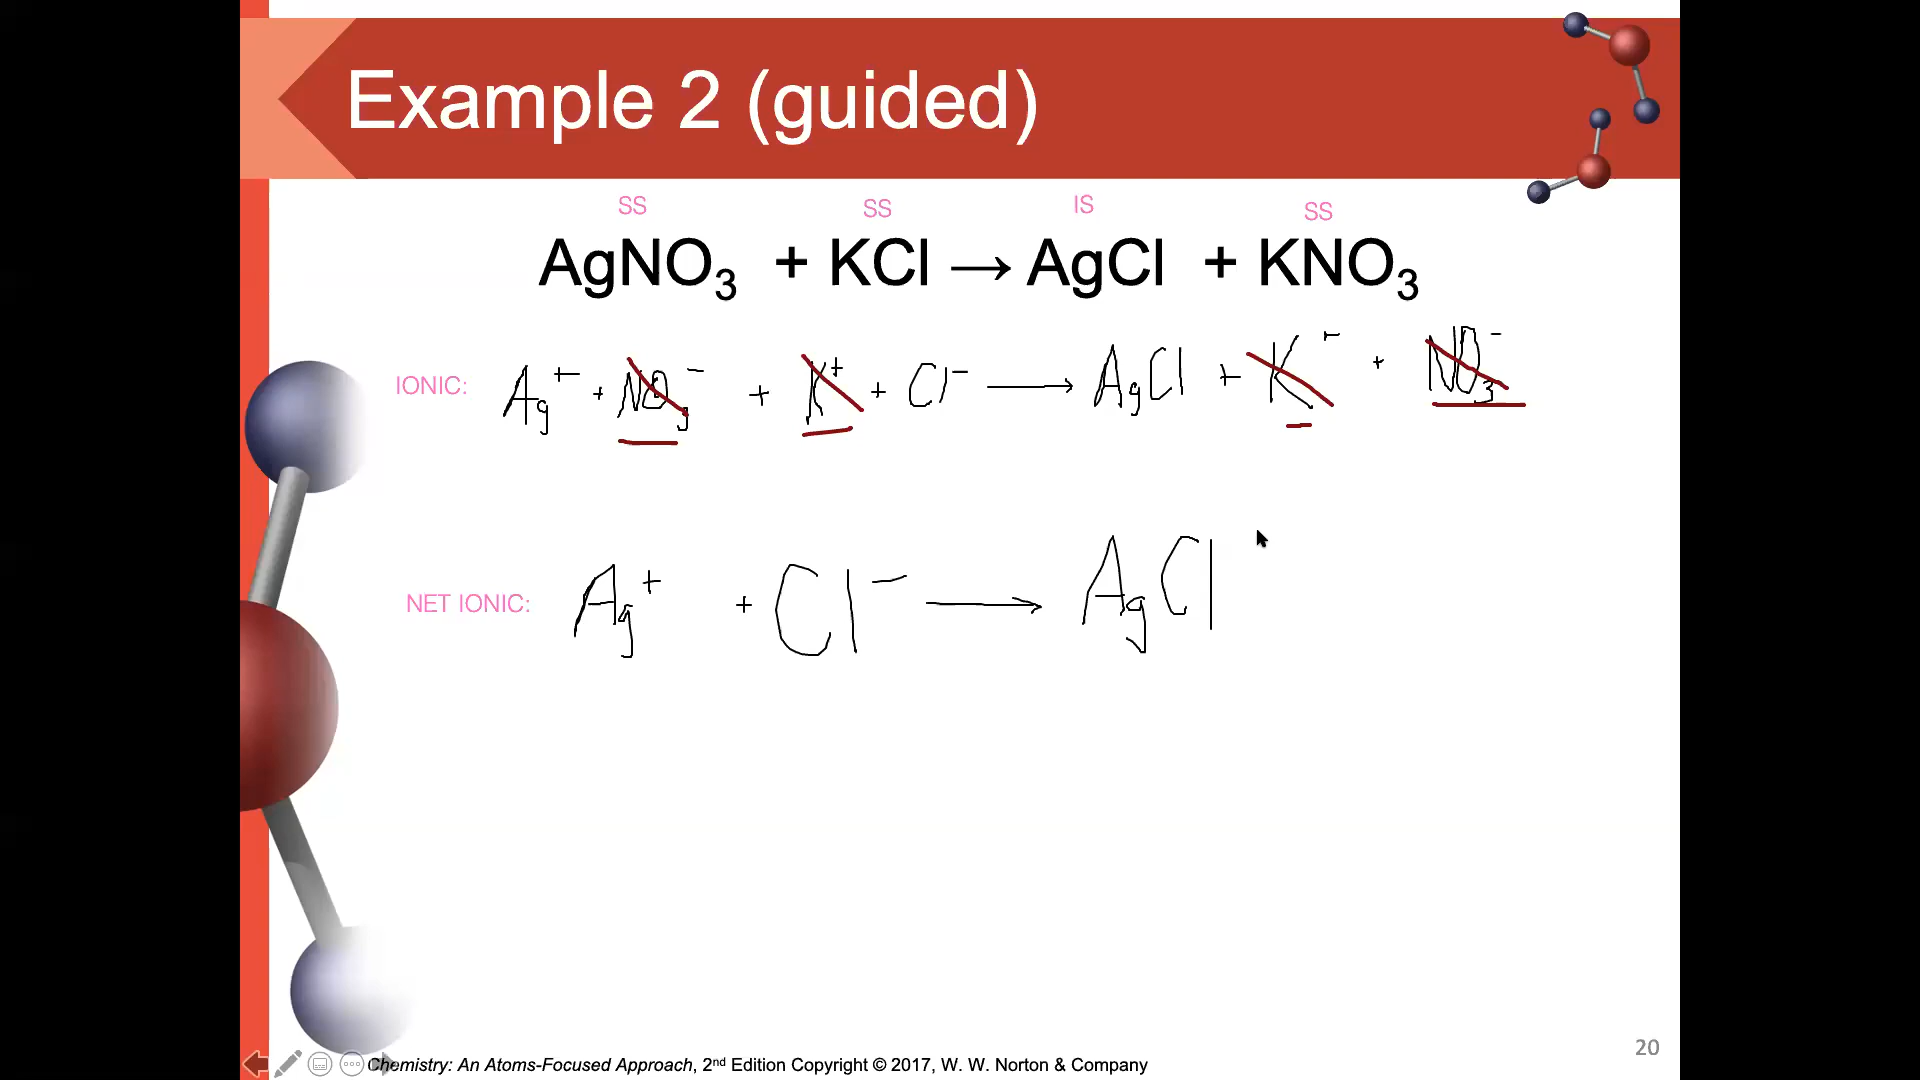 Example 2 (guided)
SS SS IS SS
AgNO₃ + KCl → AgCl + KNO₃
IONIC: Ag⁺ + NO₃⁻ + K⁺ + Cl⁻ → AgCl + K⁺ + NO₃⁻
NET IONIC: Ag⁺ + Cl⁻ → AgCl
20
Chemistry: An Atoms-Focused Approach, 2nd Edition Copyright © 2017, W. W. Norton & Company